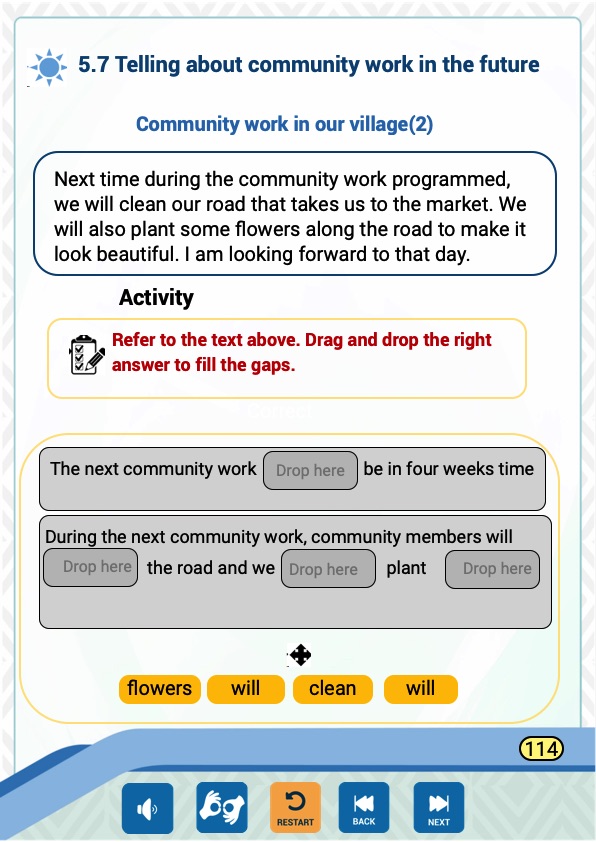 5.7 Telling about community work in the future
Community work in our village(2)
Next time during the community work programmed,
we will clean our road that takes us to the market. We
will also plant some flowers along the road to make it
look beautiful. I am looking forward to that day.
Activity
Refer to the text above. Drag and drop the right
answer to fill the gaps.
Correct
The next community work Drop here be in four weeks time
During the next community work, community members will
Drop here the road and we Drop here plant Drop here
flowers will clean will
114
RESTART BACK NEXT